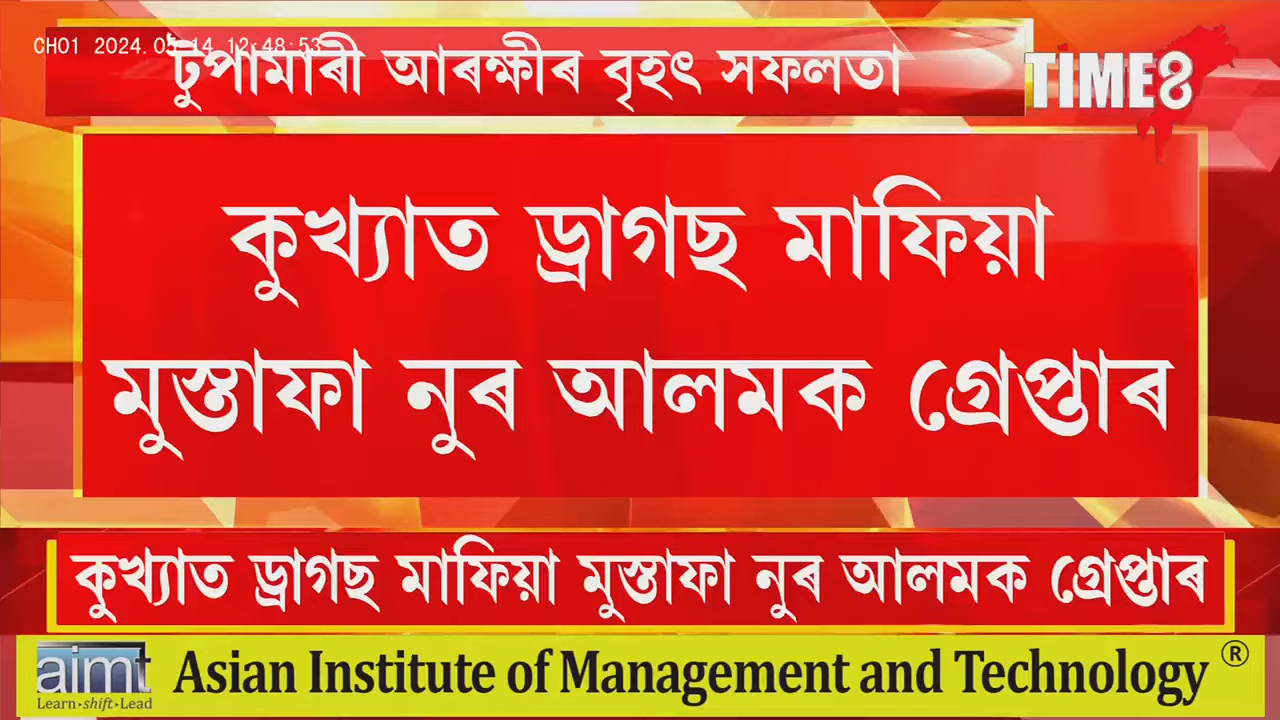 CH01 2024.05-14 12:48:53
টুপামাৰী আৰক্ষীৰ বৃহৎ সফলতা
TIME8
কুখ্যাত ড্ৰাগছ মাফিয়া
মুস্তাফা নুৰ আলমক গ্ৰেপ্তাৰ
কুখ্যাত ড্ৰাগছ মাফিয়া মুস্তাফা নুৰ আলমক গ্ৰেপ্তাৰ
aimt Asian Institute of Management and Technology ®
Learn·shift·Lead